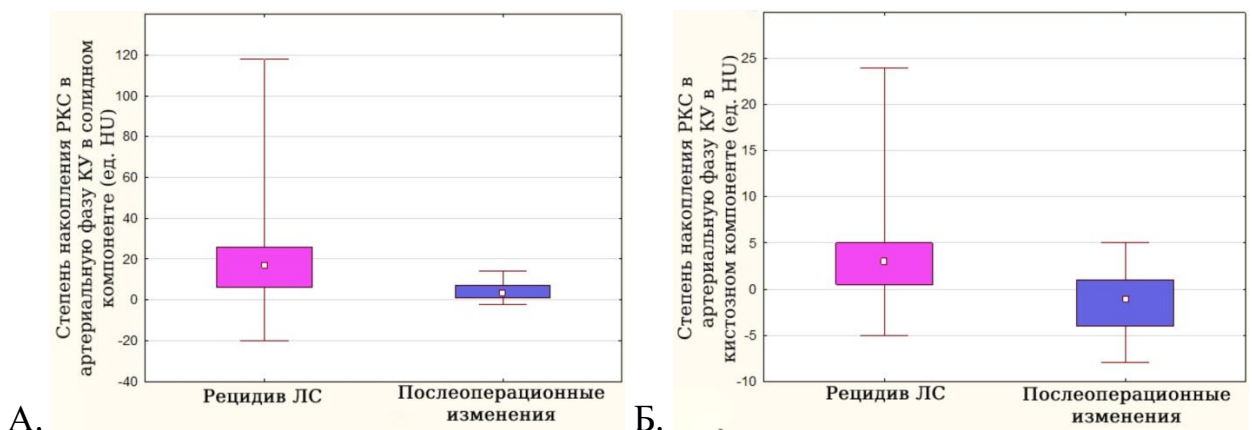 Степень накопления РКС в
артериальную фазу КУ в солидном
компоненте (ед. HU)
120
100
80
60
40
20
0
-20
-40
Рецидив ЛС
Послеоперационные
изменения
А.
Степень накопления РКС в
артериальную фазу КУ в
кистозном компоненте (ед. HU)
25
20
15
10
5
0
-5
-10
Рецидив ЛС
Послеоперационные
изменения
Б.